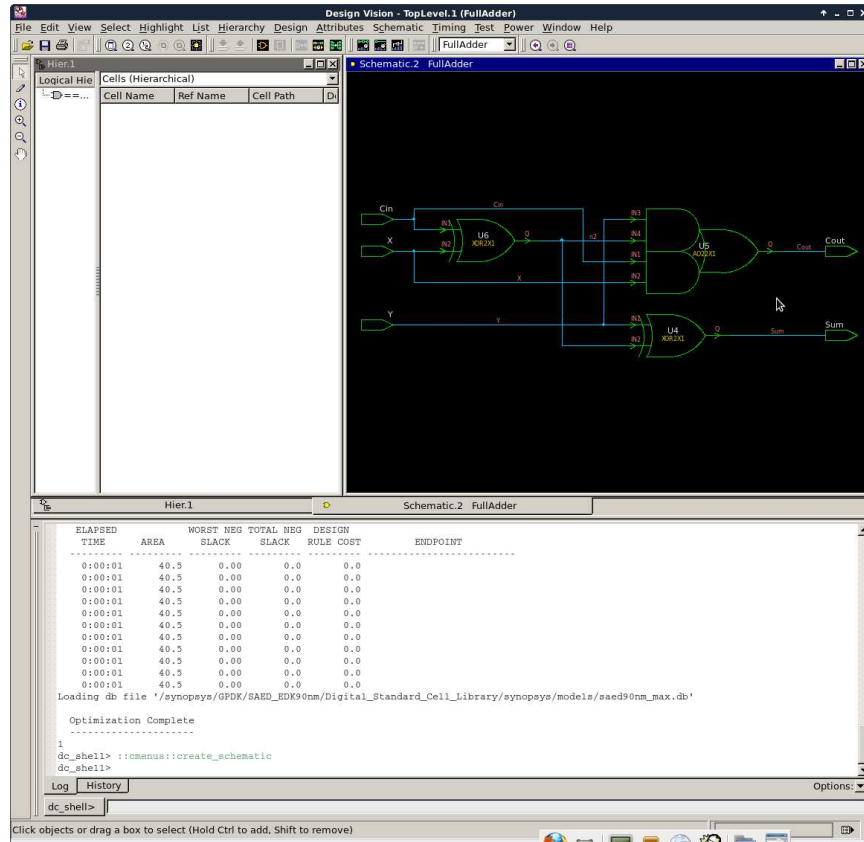 Design Vision - TopLevel.1 (FullAdder)
File Edit View Select Highlight List Hierarchy Design Attributes Schematic Timing Test Power Window Help
FullAdder
Hier.1
Schematic.2 FullAdder
Logical Hie
Cells (Hierarchical)
Cell Name Ref Name Cell Path
Cin
Cin
IN1
IN2
U6
XOR2X1
Q
X
n2
IN3
IN4
IN1
IN2
U5
AO22X1
Q
Cout
Cout
X
Y
Y
IN1
IN2
U4
XOR2X1
Q
Sum
Sum
Hier.1
Schematic.2 FullAdder
ELAPSED WORST NEG TOTAL NEG DESIGN
TIME AREA SLACK SLACK RULE COST ENDPOINT
--------- --------- --------- --------- --------- -------------------------
0:00:01 40.5 0.00 0.0 0.0
0:00:01 40.5 0.00 0.0 0.0
0:00:01 40.5 0.00 0.0 0.0
0:00:01 40.5 0.00 0.0 0.0
0:00:01 40.5 0.00 0.0 0.0
0:00:01 40.5 0.00 0.0 0.0
0:00:01 40.5 0.00 0.0 0.0
0:00:01 40.5 0.00 0.0 0.0
0:00:01 40.5 0.00 0.0 0.0
0:00:01 40.5 0.00 0.0 0.0
0:00:01 40.5 0.00 0.0 0.0
Loading db file '/synopsys/GPDK/SAED_EDK90nm/Digital_Standard_Cell_Library/synopsys/models/saed90nm_max.db'
Optimization Complete
---------------------
1
dc_shell> ::cmenus::create_schematic
dc_shell>
Log History
Options:
dc_shell>
Click objects or drag a box to select (Hold Ctrl to add, Shift to remove)